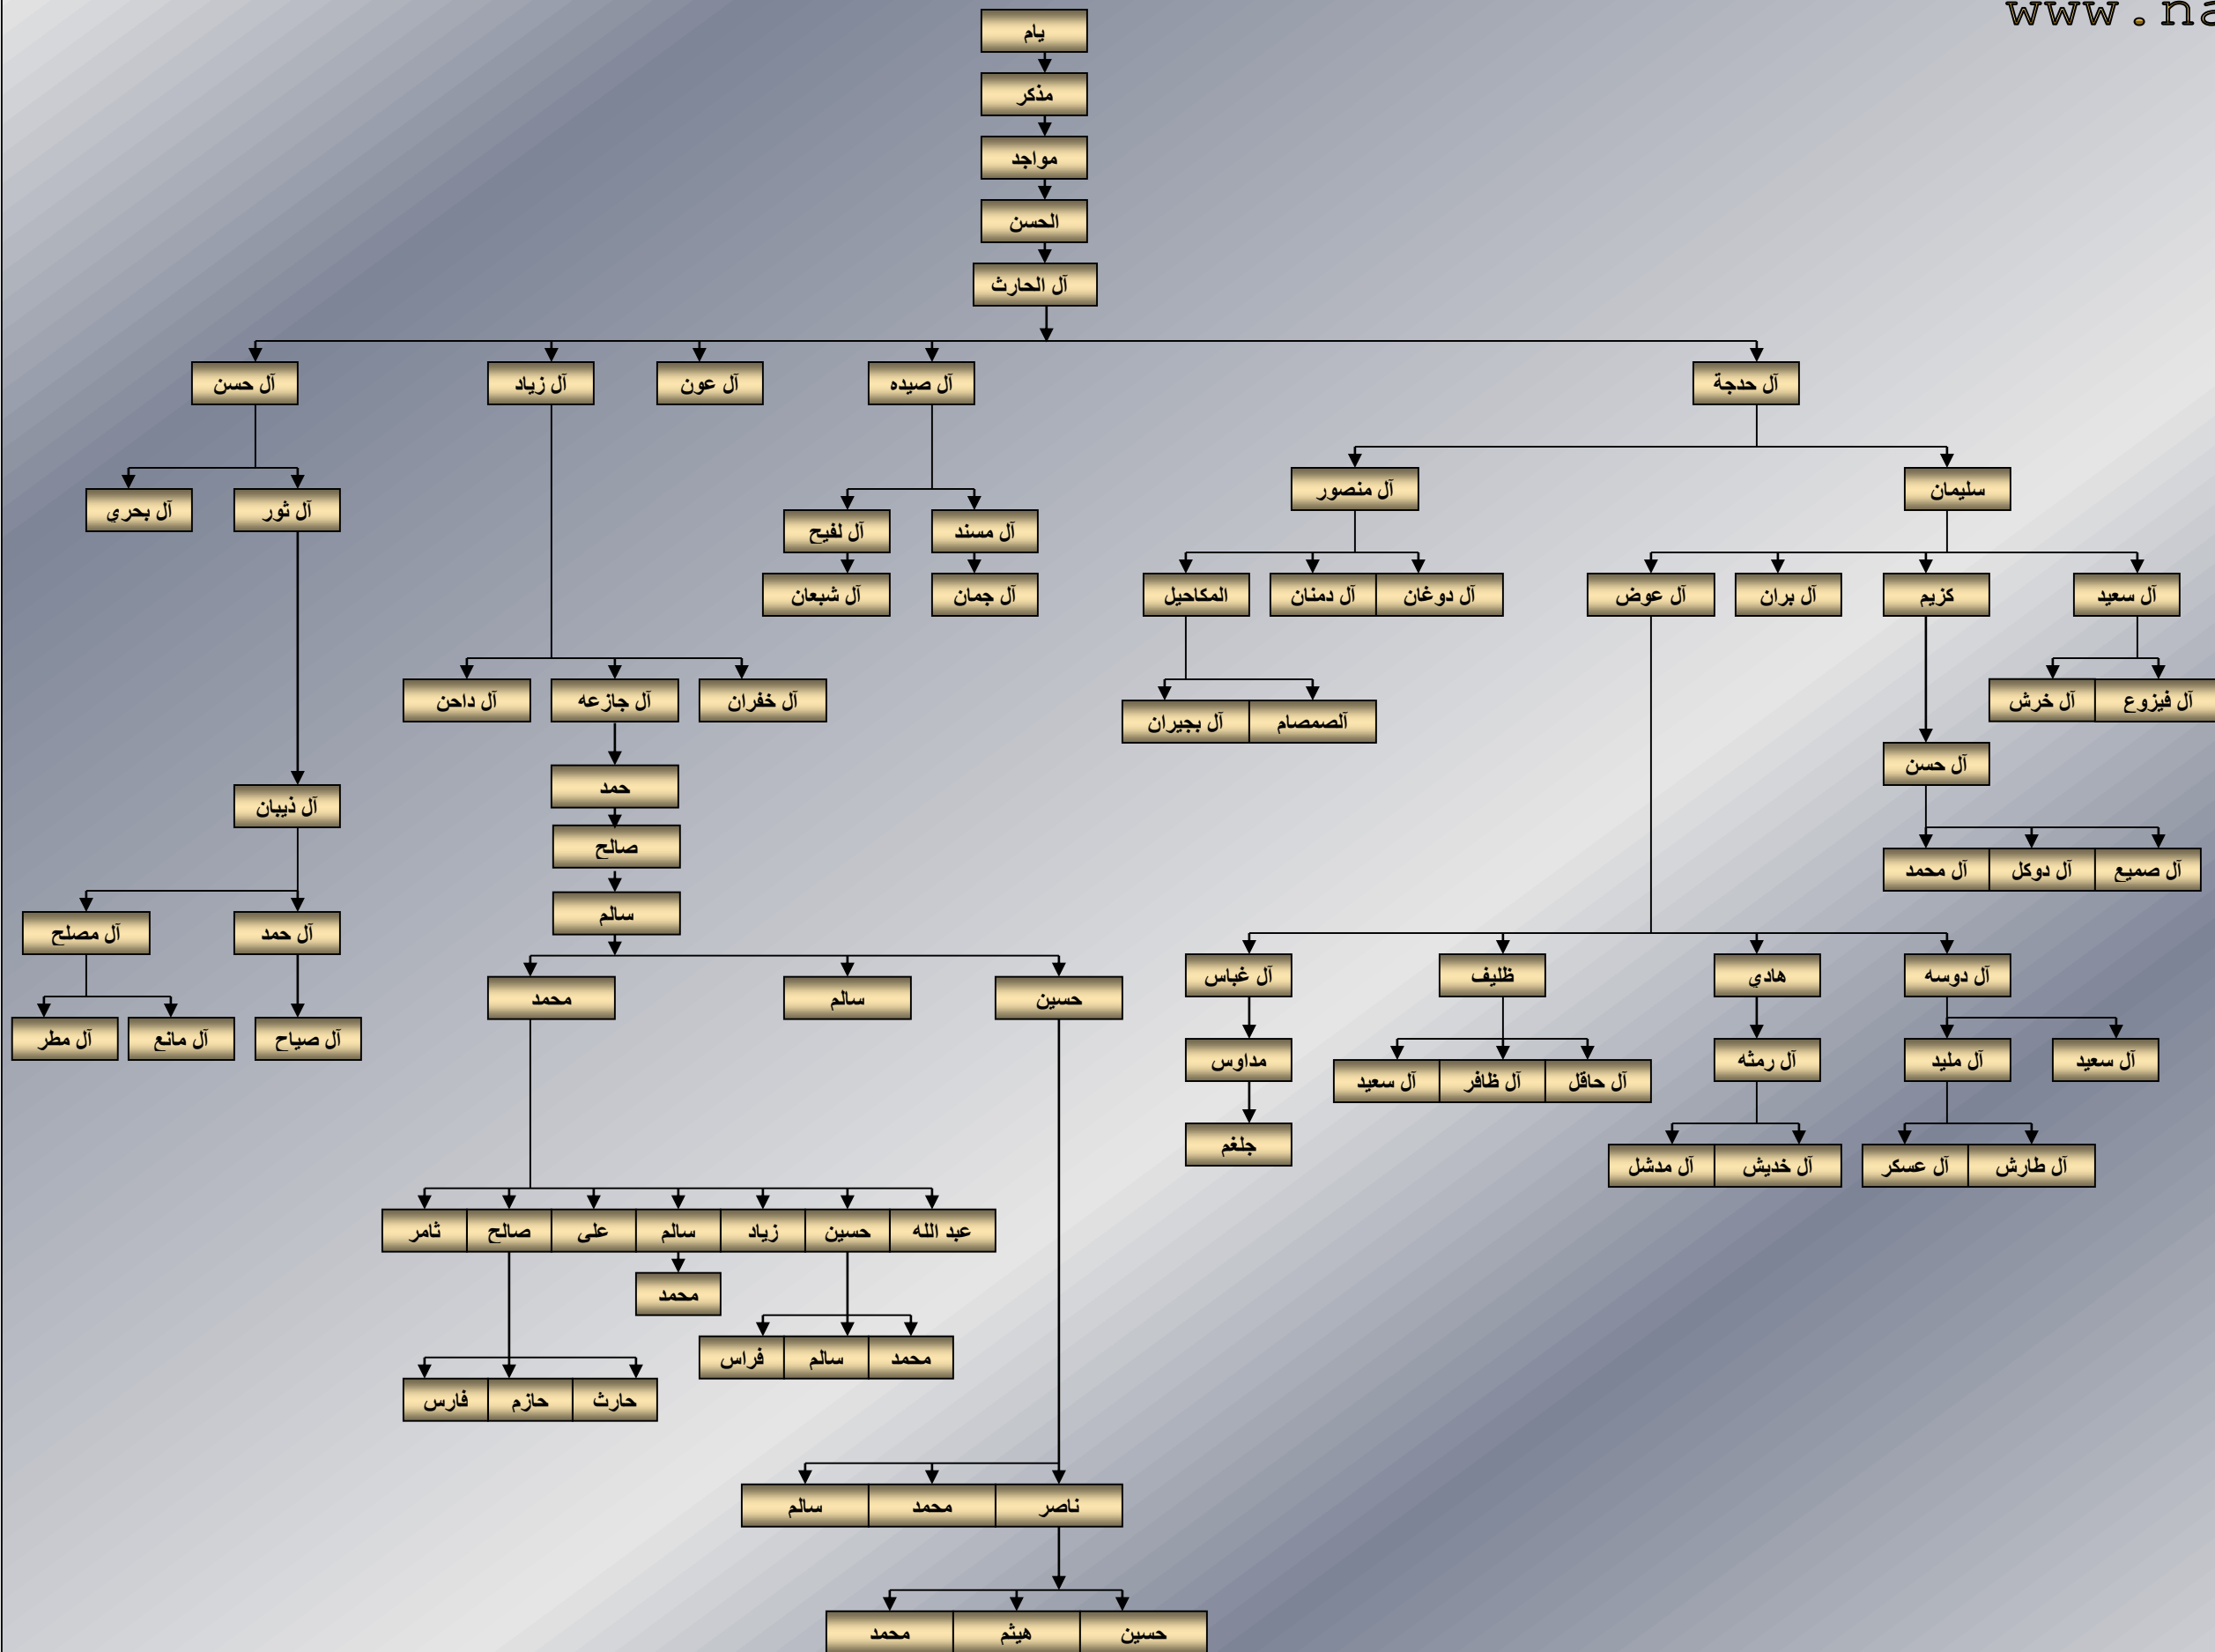 www.na
يام
مذكر
مواجد
الحسن
آل الحارث
آل حدجة
آل صيده
آل عون
آل زياد
آل حسن
سليمان
آل منصور
آل مسند
آل لفيح
آل ثور
آل بحري
آل سعيد
كزيم
آل بران
آل عوض
آل دوغان
آل دمنان
المكاحيل
آل جمان
آل شبعان
آل فيزوع
آل خرش
آلصمصام
آل بجيران
آل خفران
آل جازعه
آل داحن
آل حسن
حمد
آل ذيبان
صالح
آل صميع
آل دوكل
آل محمد
سالم
آل حمد
آل مصلح
آل دوسه
هادي
ظليف
آل غباس
حسين
سالم
محمد
آل سعيد
آل مليد
آل رمثه
مداوس
آل صياح
آل مانع
آل مطر
آل حاقل
آل ظافر
آل سعيد
جلغم
آل طارش
آل عسكر
آل خديش
آل مدشل
عبد الله
حسين
زياد
سالم
على
صالح
ثامر
محمد
محمد
سالم
فراس
حارث
حازم
فارس
ناصر
محمد
سالم
حسين
هيثم
محمد